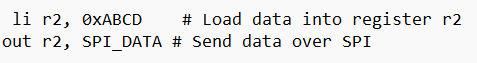 li r2, 0xABCD    # Load data into register r2
out r2, SPI_DATA # Send data over SPI